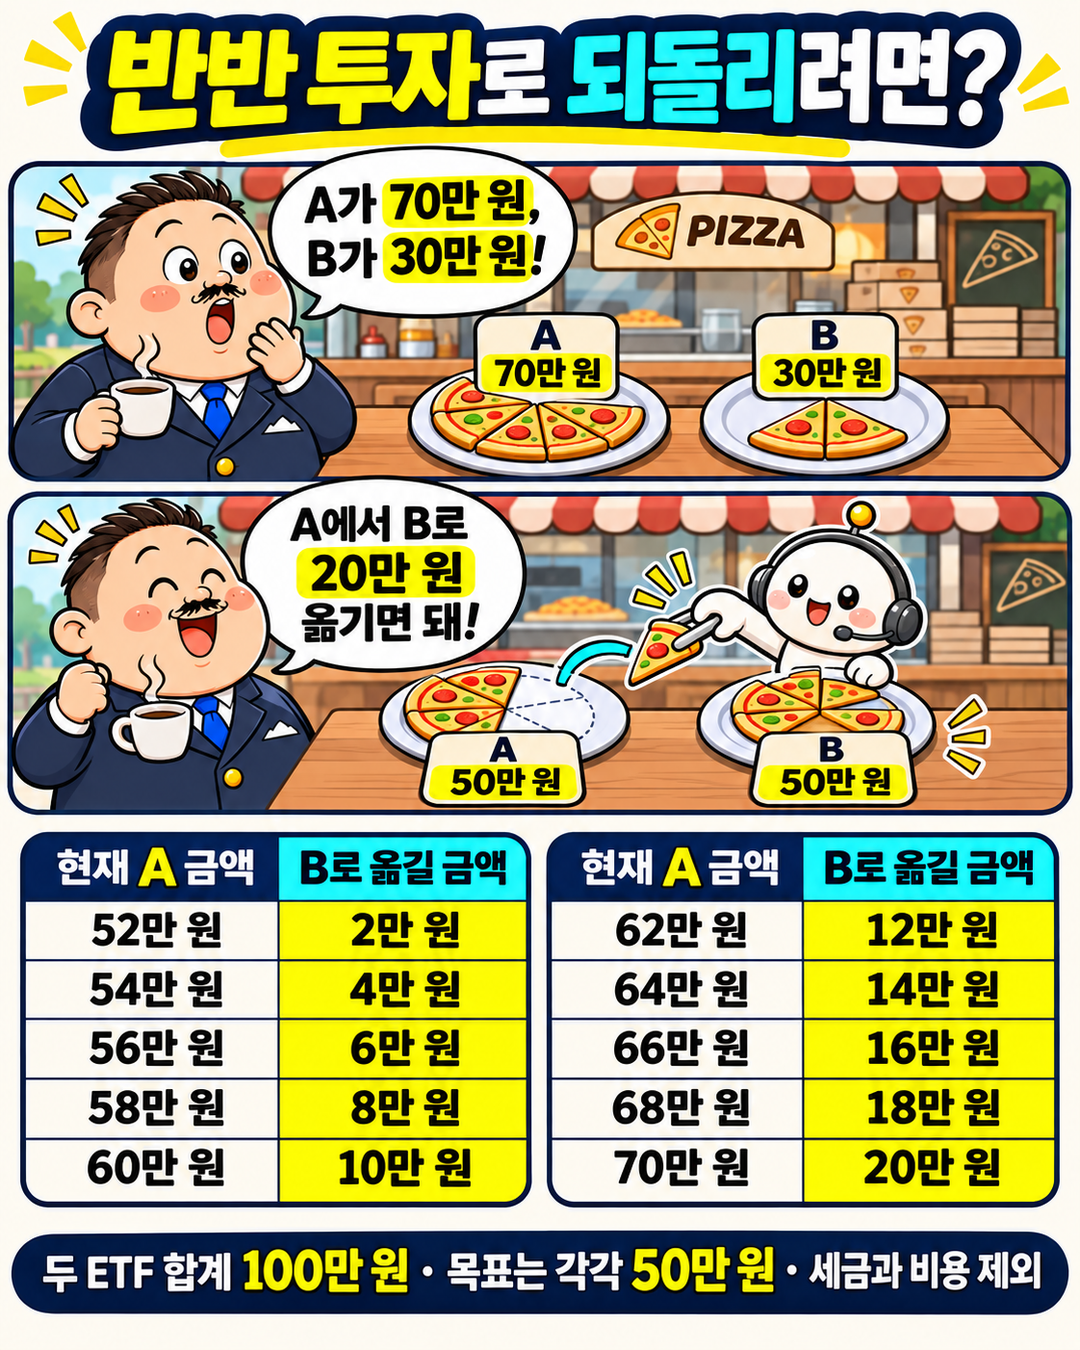 반반 투자로 되돌리려면?
A가 70만 원,
B가 30만 원!
PIZZA
A
70만 원
B
30만 원
A에서 B로
20만 원
옮기면 돼!
A
50만 원
B
50만 원
현재 A 금액 B로 옮길 금액
52만 원 2만 원
54만 원 4만 원
56만 원 6만 원
58만 원 8만 원
60만 원 10만 원
현재 A 금액 B로 옮길 금액
62만 원 12만 원
64만 원 14만 원
66만 원 16만 원
68만 원 18만 원
70만 원 20만 원
두 ETF 합계 100만 원 · 목표는 각각 50만 원 · 세금과 비용 제외